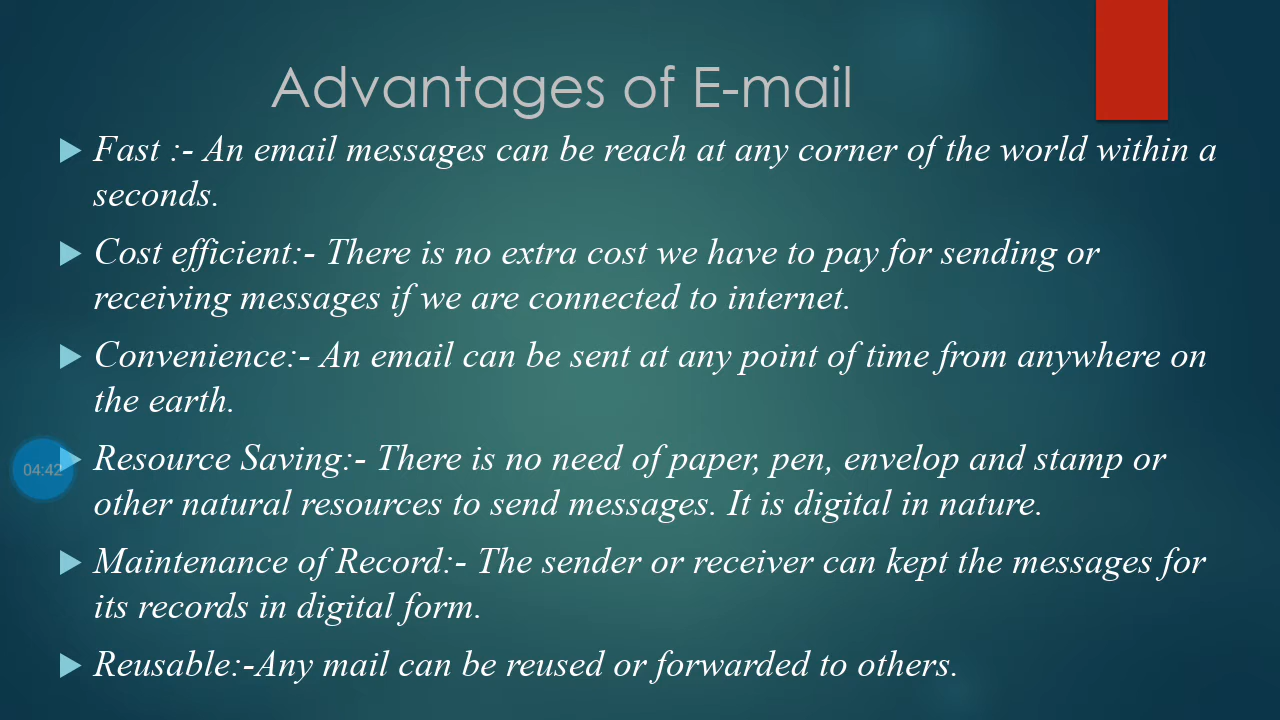 Advantages of E-mail
Fast :- An email messages can be reach at any corner of the world within a
seconds.
Cost efficient:- There is no extra cost we have to pay for sending or
receiving messages if we are connected to internet.
Convenience:- An email can be sent at any point of time from anywhere on
the earth.
04:42
Resource Saving:- There is no need of paper, pen, envelop and stamp or
other natural resources to send messages. It is digital in nature.
Maintenance of Record:- The sender or receiver can kept the messages for
its records in digital form.
Reusable:-Any mail can be reused or forwarded to others.